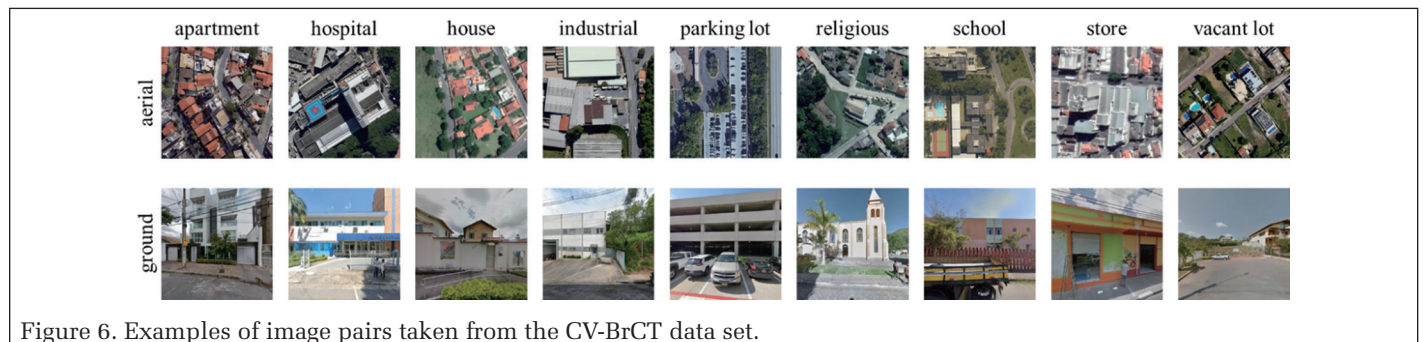 apartment hospital house industrial parking lot religious school store vacant lot
aerial
ground
Figure 6. Examples of image pairs taken from the CV-BrCT data set.